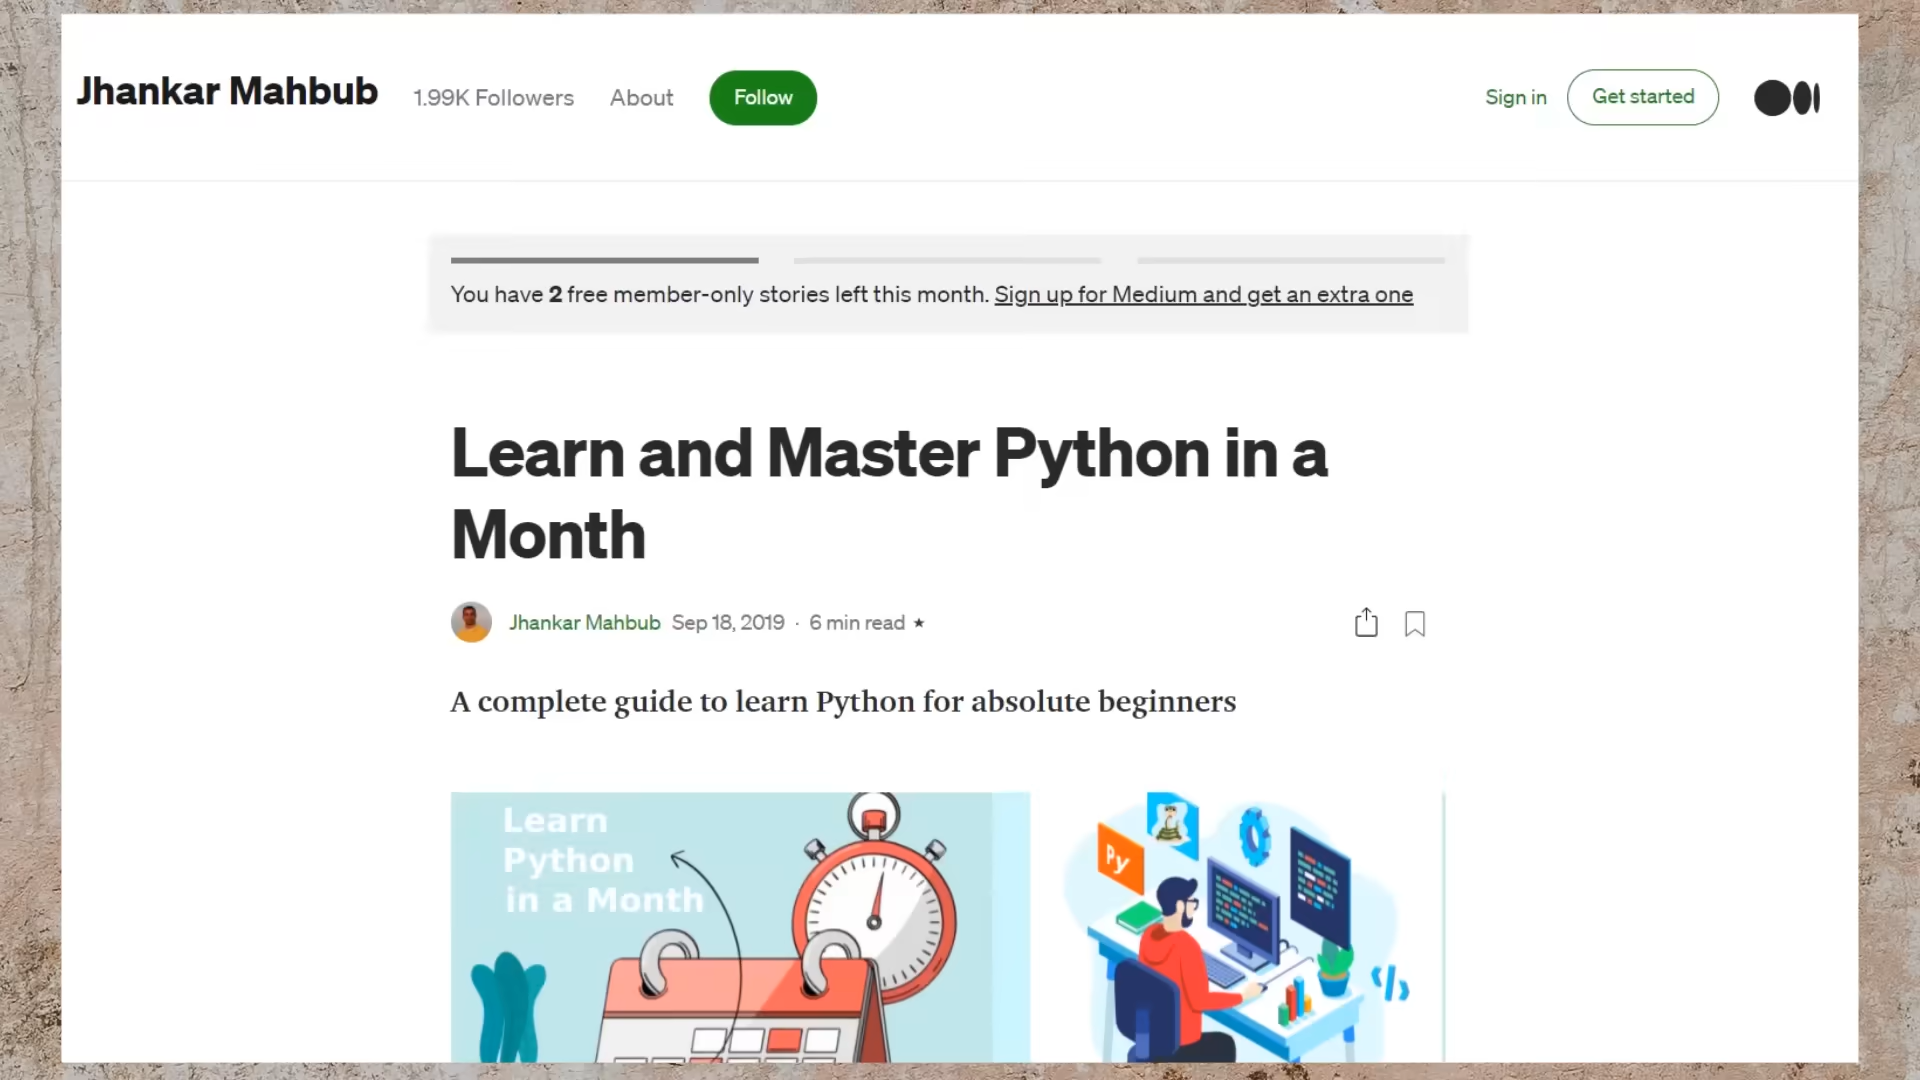 Jhankar Mahbub
1.99K Followers
About
Follow
Sign in
Get started
You have 2 free member-only stories left this month. Sign up for Medium and get an extra one
Learn and Master Python in a
Month
Jhankar Mahbub Sep 18, 2019 · 6 min read ★
A complete guide to learn Python for absolute beginners
Learn
Python
in a Month
Py